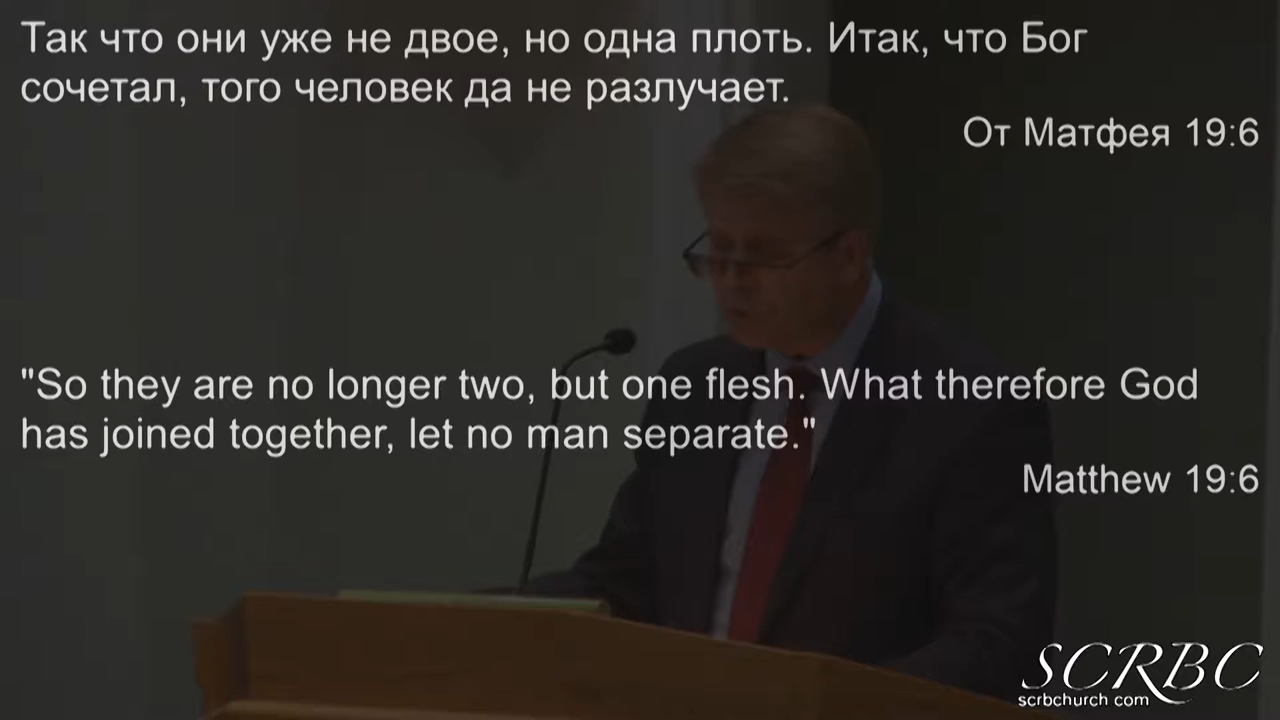 Так что они уже не двое, но одна плоть. Итак, что Бог
сочетал, того человек да не разлучает.
От Матфея 19:6
"So they are no longer two, but one flesh. What therefore God
has joined together, let no man separate."
Matthew 19:6
SCRBC
scrbchurch com